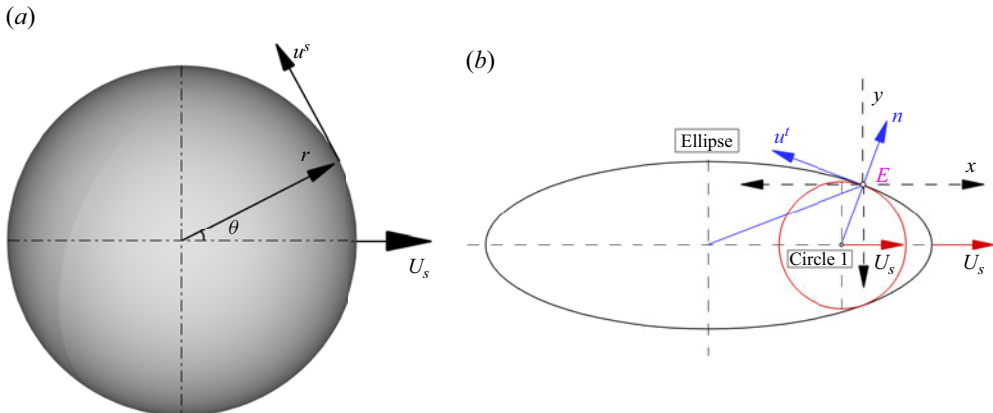 (a)
u^s
r
θ
U_s
(b)
y
n
Ellipse
u^t
E
x
Circle 1
U_s
U_s